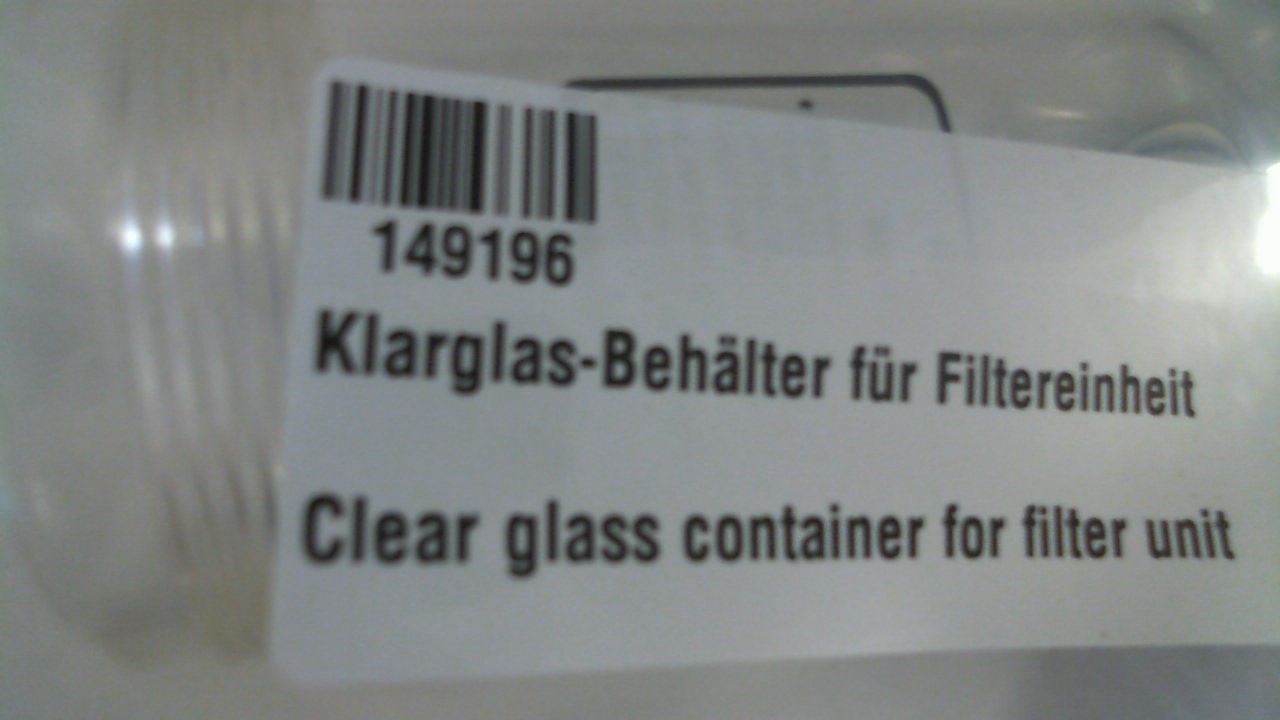 149196
Klarglas-Behälter für Filtereinheit
Clear glass container for filter unit